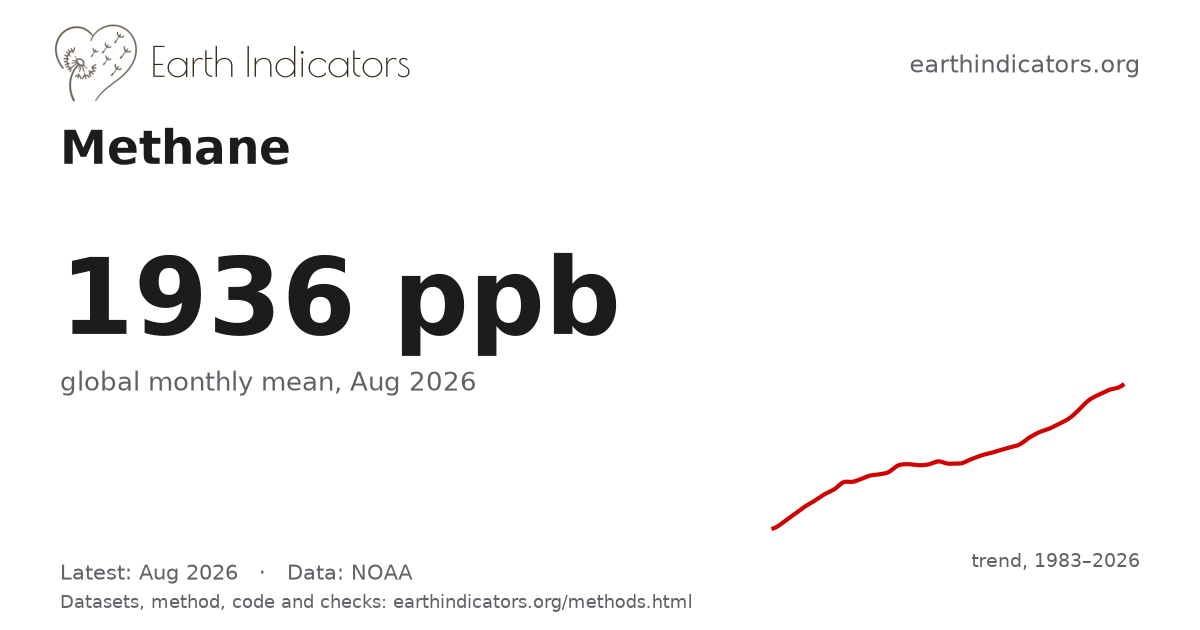 Earth Indicators
earthindicators.org
Methane
1936 ppb
global monthly mean, Aug 2026
trend, 1983–2026
Latest: Aug 2026 · Data: NOAA
Datasets, method, code and checks: earthindicators.org/methods.html